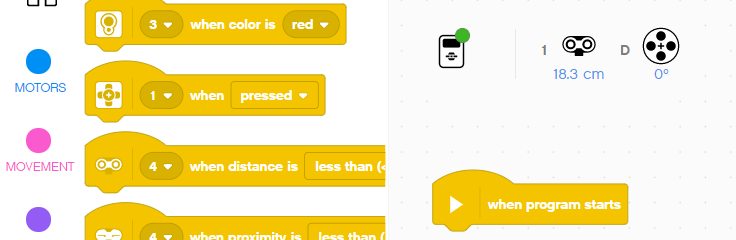 3 when color is red
MOTORS
1 when pressed
MOVEMENT
4 when distance is less than (<
4 when proximity is less than (
1
18.3 cm
D
0°
when program starts